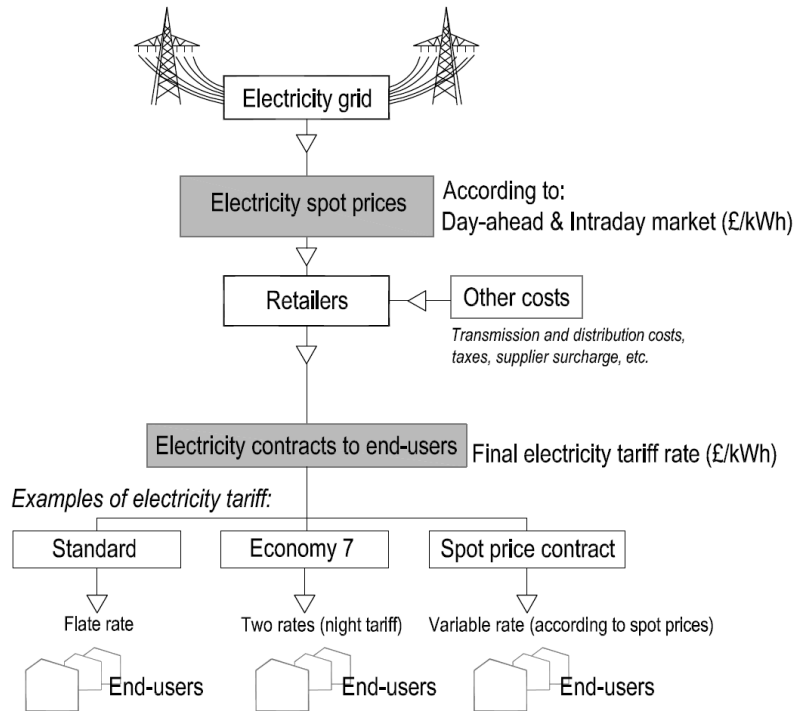 Electricity grid
Electricity spot prices
According to:
Day-ahead & Intraday market (£/kWh)
Retailers
Other costs
Transmission and distribution costs,
taxes, supplier surcharge, etc.
Electricity contracts to end-users
Final electricity tariff rate (£/kWh)
Examples of electricity tariff:
Standard
Economy 7
Spot price contract
Flate rate
Two rates (night tariff)
Variable rate (according to spot prices)
End-users
End-users
End-users